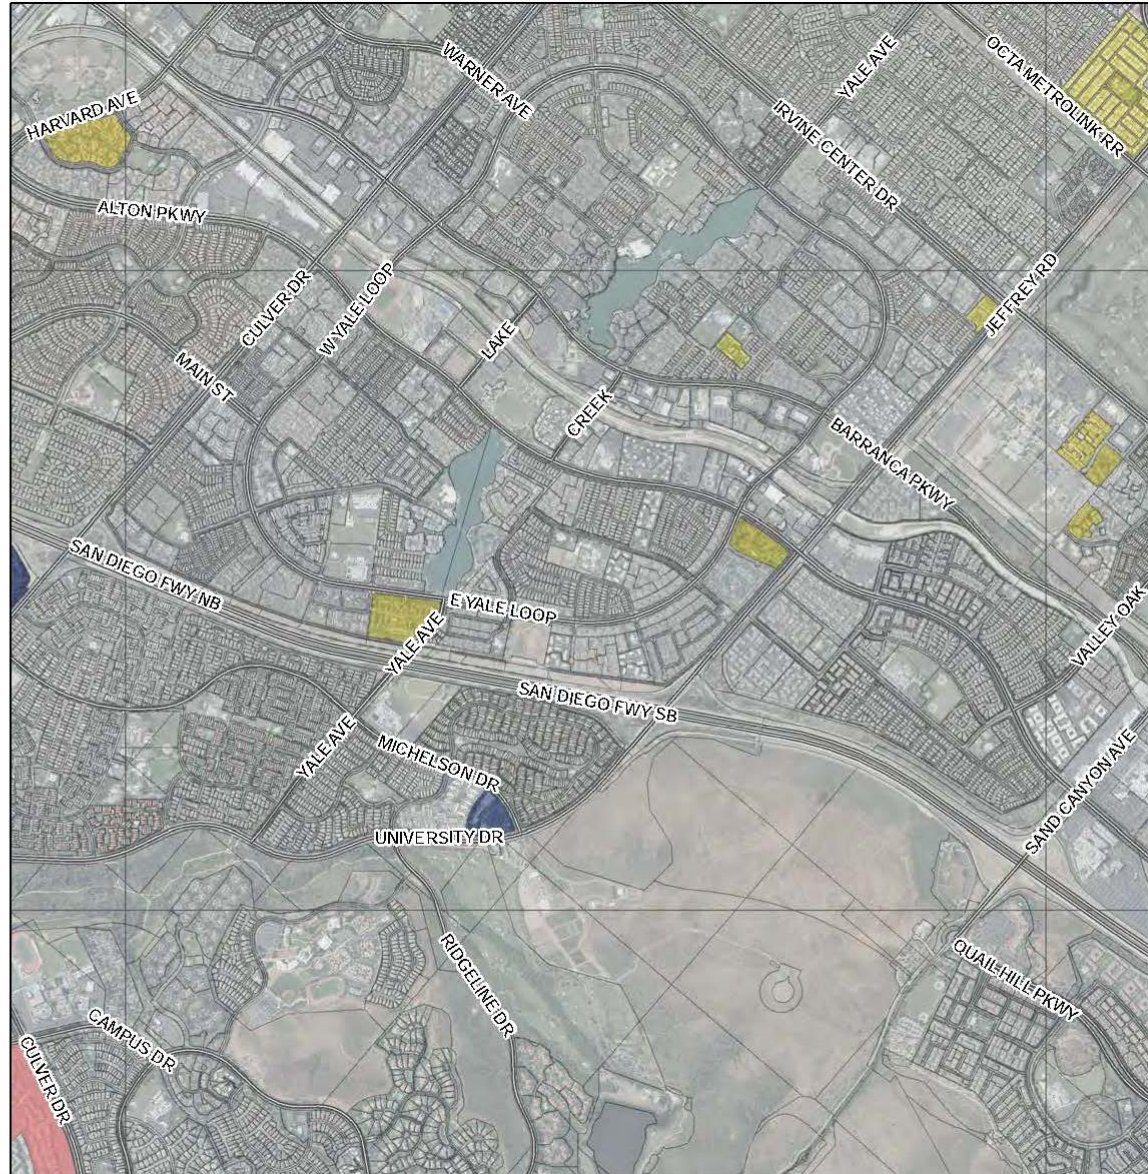 WARNER AVE
YALE AVE
OCTA METROLINK RR
HARVARD AVE
IRVINE CENTER DR
ALTON PKWY
CULVER DR
W YALE LOOP
LAKE
JEFFREY RD
MAIN ST
CREEK
BARRANCA PKWY
SAN DIEGO FWY NB
E YALE LOOP
YALE AVE
VALLEY OAK
SAN DIEGO FWY SB
YALE AVE
MICHELSON DR
SAND CANYON AVE
UNIVERSITY DR
RIDGELINE DR
QUAIL HILL PKWY
CAMPUS DR
CULVER DR